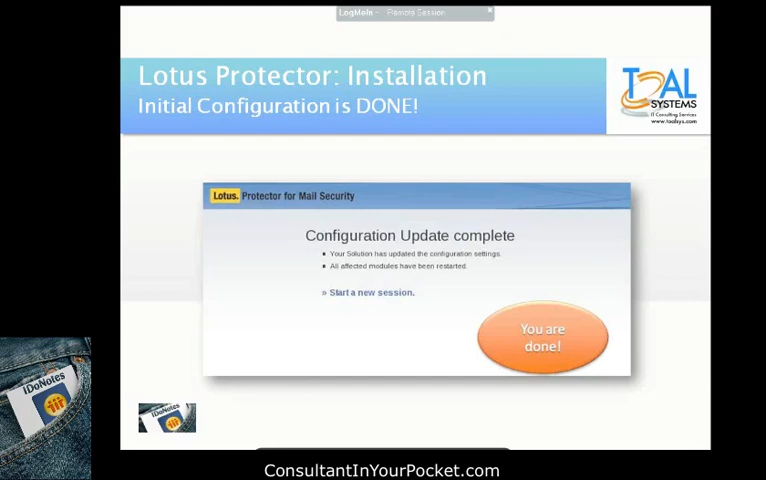 LogMeIn - Remote Session
Lotus Protector: Installation
Initial Configuration is DONE!
TOAL
SYSTEMS
IT Consulting Services
www.toalsys.com
Lotus. Protector for Mail Security
Configuration Update complete
Your Solution has updated the configuration settings.
All affected modules have been restarted.
» Start a new session.
You are
done!
iDoNotes
iDoNotes
ConsultantInYourPocket.com